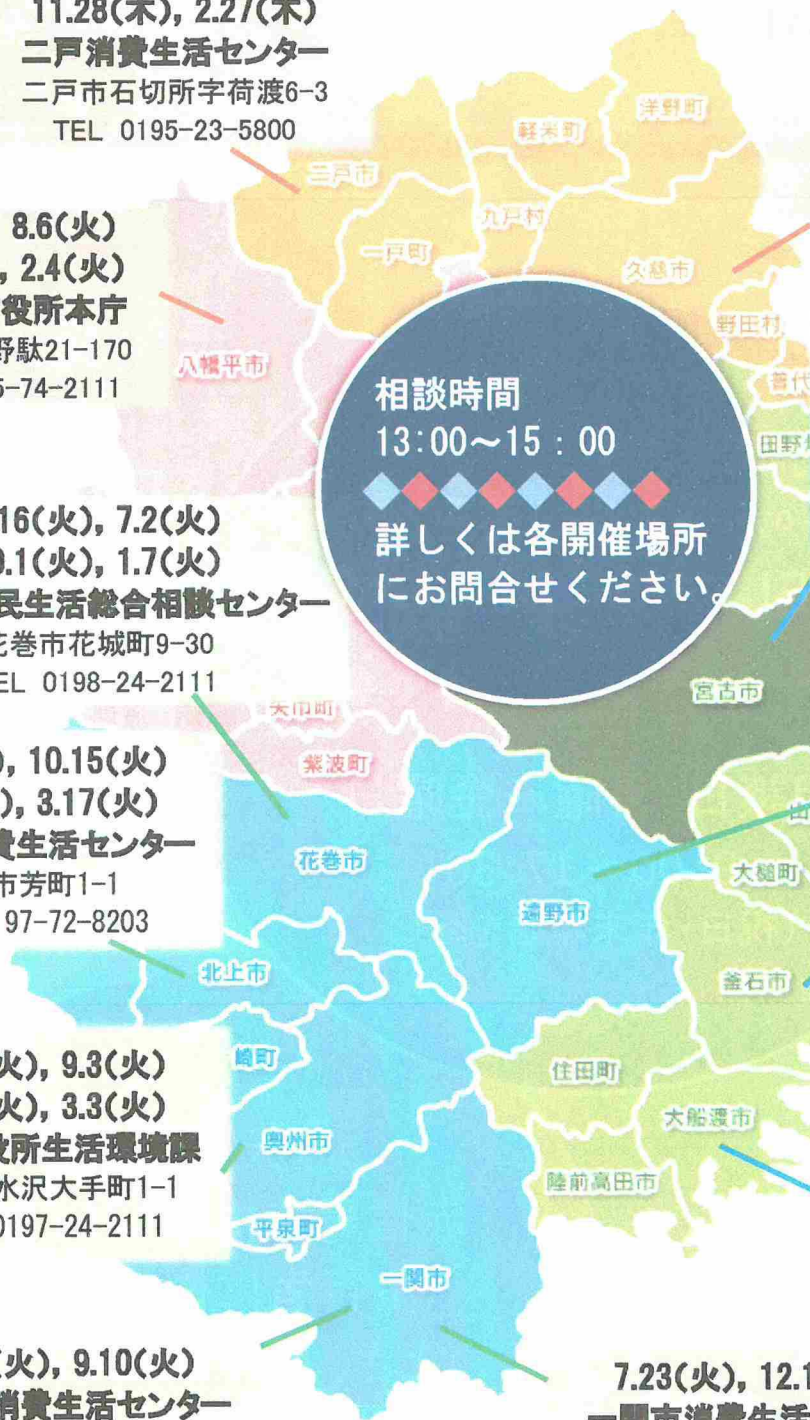 11.28(木), 2.27(木)
二戸消費生活センター
二戸市石切所字荷渡6-3
TEL 0195-23-5800
8.6(火)
, 2.4(火)
役所本庁
野駄21-170
5-74-2111
16(火), 7.2(火)
.1(火), 1.7(火)
民生活総合相談センター
花巻市花城町9-30
EL 0198-24-2111
), 10.15(火)
), 3.17(火)
費生活センター
市芳町1-1
97-72-8203
火), 9.3(火)
火), 3.3(火)
役所生活環境課
水沢大手町1-1
0197-24-2111
火), 9.10(火)
消費生活センター
7.23(火), 12.1
一関市消費生活
相談時間
13:00～15：00
詳しくは各開催場所
にお問合せください。
洋野町
軽米町
二戸市
九戸村
一戸町
久慈市
野田村
普代
田野畑
八幡平市
宮古市
矢巾町
紫波町
花巻市
遠野市
大槌町
北上市
釜石市
崎町
住田町
奥州市
大船渡市
陸前高田市
平泉町
一関市